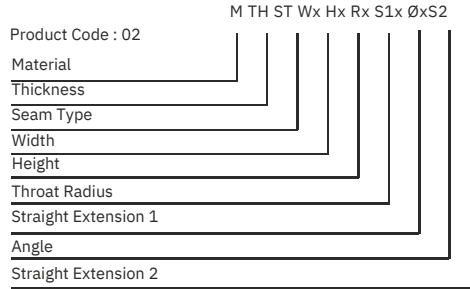 M TH ST Wx Hx Rx S1x ØxS2
Product Code : 02
Material
Thickness
Seam Type
Width
Height
Throat Radius
Straight Extension 1
Angle
Straight Extension 2